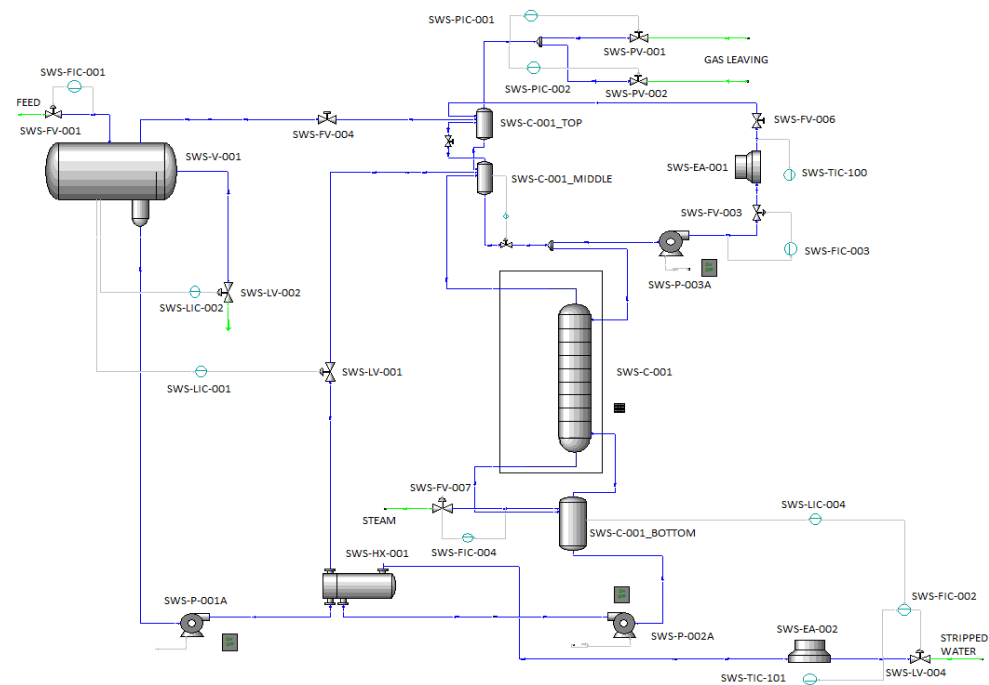 SWS-PIC-001
SWS-PV-001
GAS LEAVING
SWS-FIC-001
SWS-PIC-002
SWS-PV-002
FEED
SWS-FV-001
SWS-FV-004
SWS-C-001_TOP
SWS-FV-006
SWS-V-001
SWS-EA-001
SWS-TIC-100
SWS-C-001_MIDDLE
SWS-FV-003
SWS-FIC-003
SWS-P-003A
SWS-LV-002
SWS-LIC-002
SWS-LV-001
SWS-C-001
SWS-LIC-001
SWS-FV-007
STEAM
SWS-LIC-004
SWS-C-001_BOTTOM
SWS-FIC-004
SWS-HX-001
SWS-FIC-002
SWS-P-001A
SWS-P-002A
SWS-EA-002
STRIPPED
WATER
SWS-LV-004
SWS-TIC-101